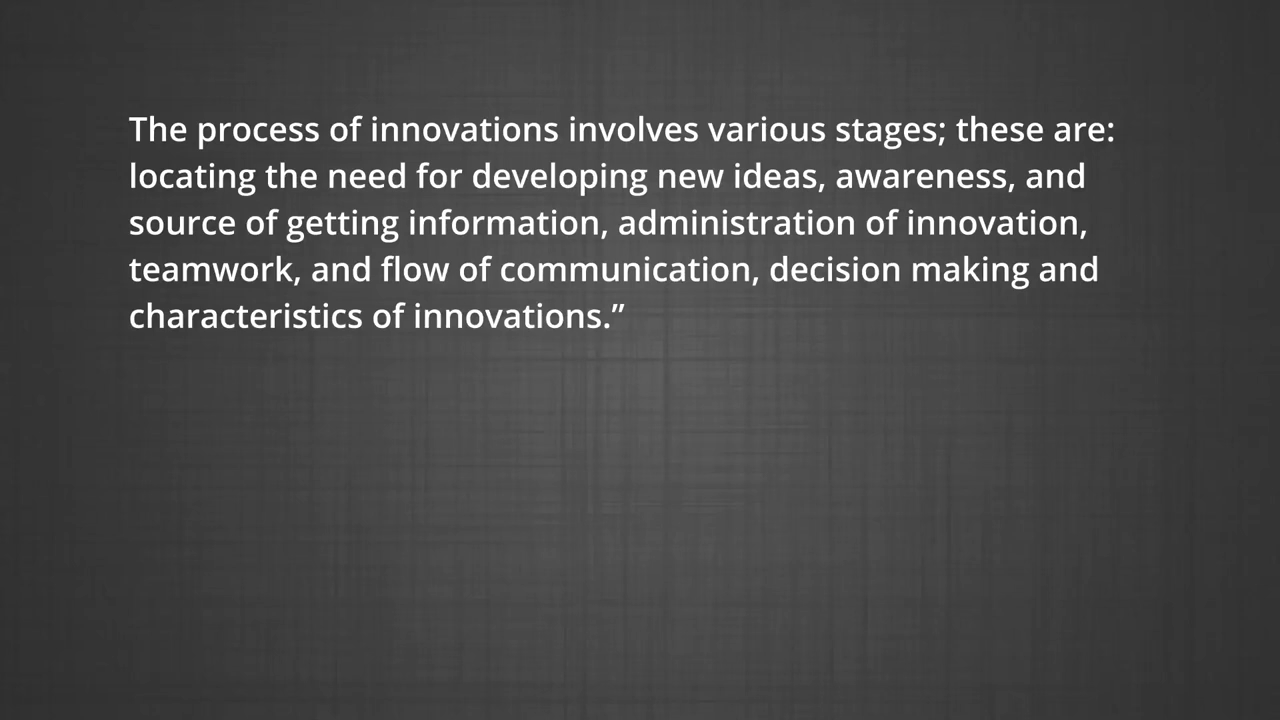 The process of innovations involves various stages; these are:
locating the need for developing new ideas, awareness, and
source of getting information, administration of innovation,
teamwork, and flow of communication, decision making and
characteristics of innovations.”